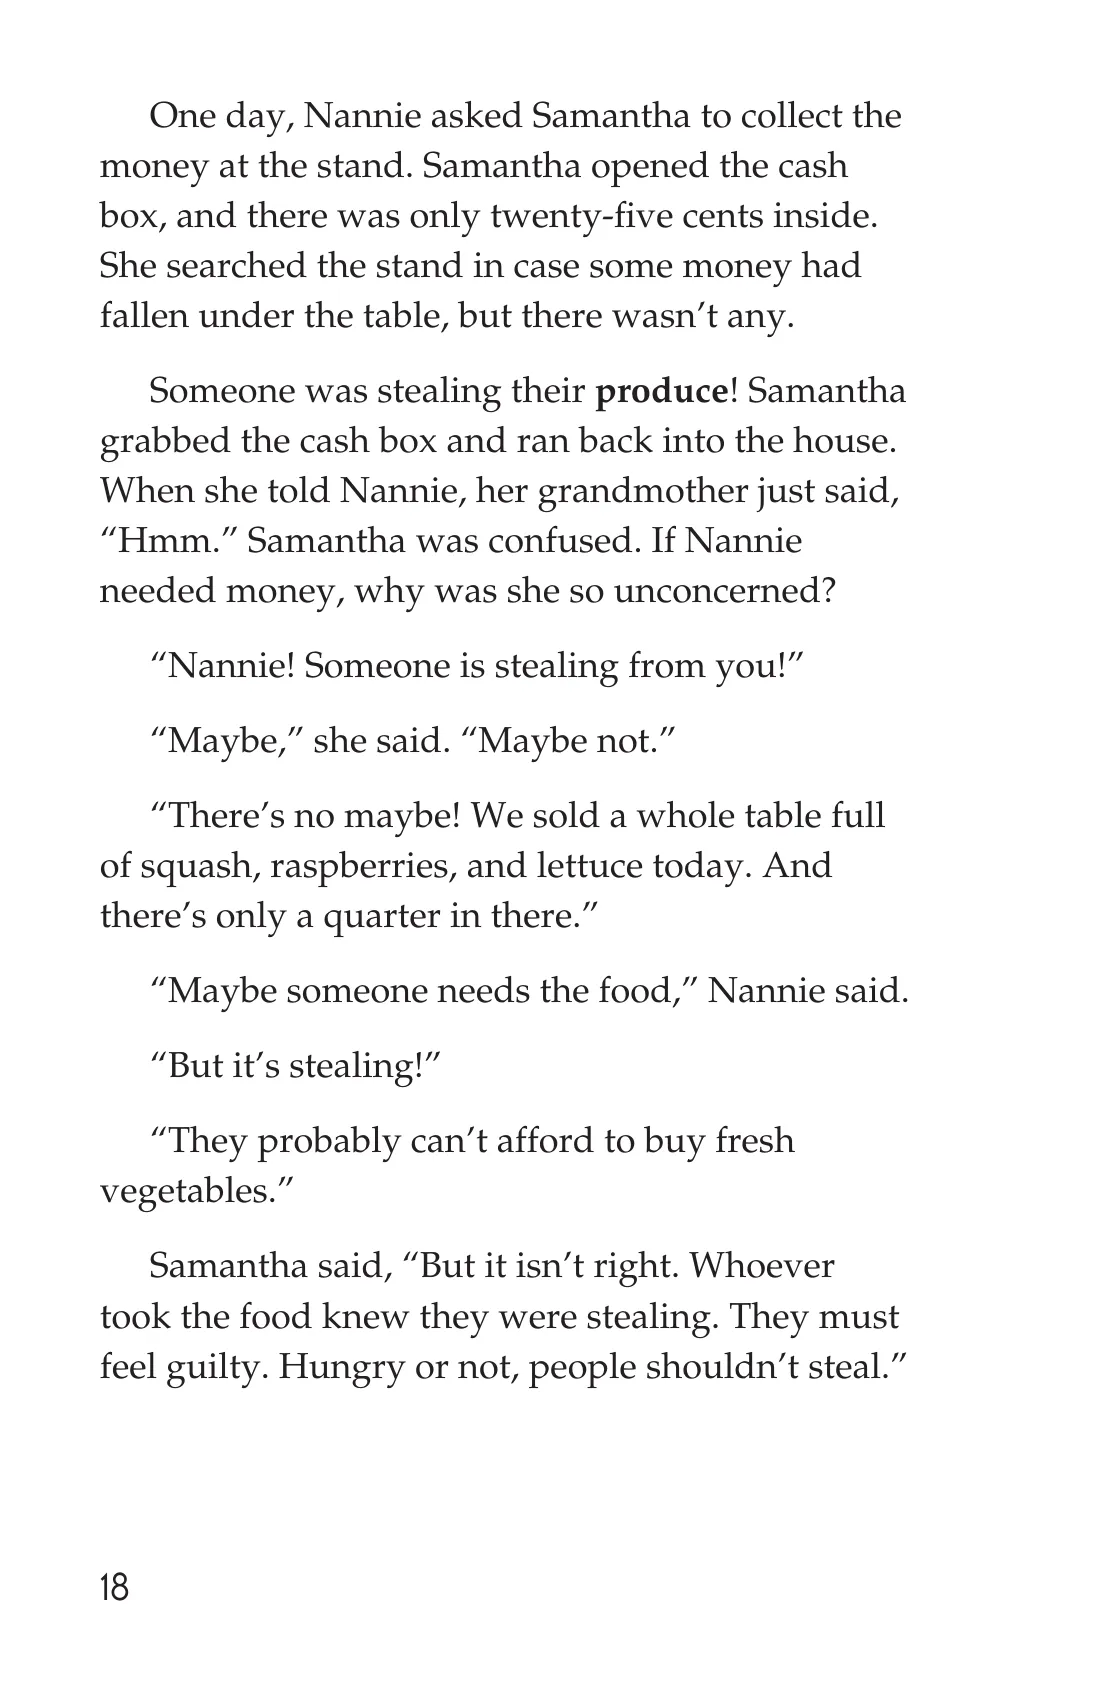 One day, Nannie asked Samantha to collect the
money at the stand. Samantha opened the cash
box, and there was only twenty-five cents inside.
She searched the stand in case some money had
fallen under the table, but there wasn’t any.
Someone was stealing their produce! Samantha
grabbed the cash box and ran back into the house.
When she told Nannie, her grandmother just said,
“Hmm.” Samantha was confused. If Nannie
needed money, why was she so unconcerned?
“Nannie! Someone is stealing from you!”
“Maybe,” she said. “Maybe not.”
“There’s no maybe! We sold a whole table full
of squash, raspberries, and lettuce today. And
there’s only a quarter in there.”
“Maybe someone needs the food,” Nannie said.
“But it’s stealing!”
“They probably can’t afford to buy fresh
vegetables.”
Samantha said, “But it isn’t right. Whoever
took the food knew they were stealing. They must
feel guilty. Hungry or not, people shouldn’t steal.”
18